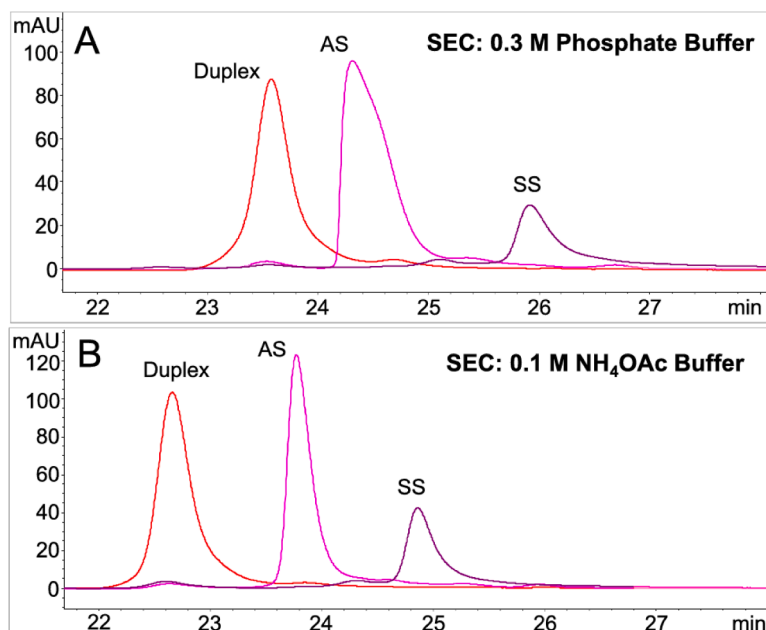 mAU
A
AS
SEC: 0.3 M Phosphate Buffer
100
Duplex
80
60
40
SS
20
0
22 23 24 25 26 27 min
mAU
B
AS
SEC: 0.1 M NH₄OAc Buffer
120
Duplex
100
80
60
SS
40
20
0
22 23 24 25 26 27 min